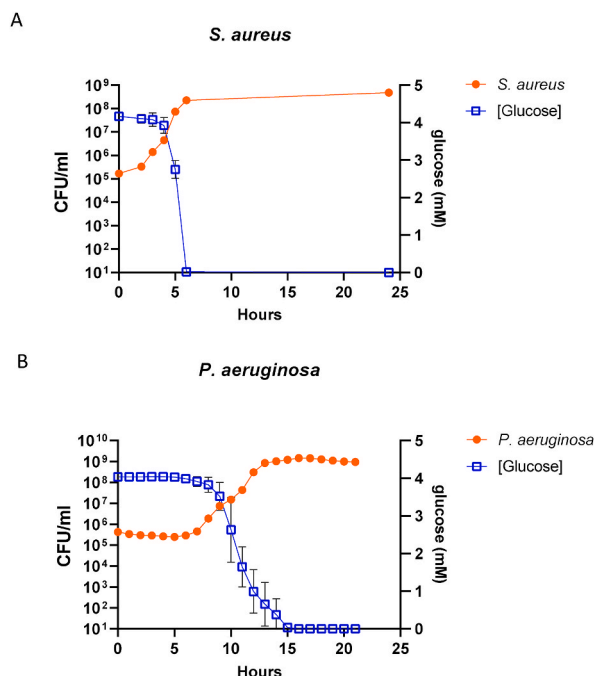 A
S. aureus
10⁹
10⁸
10⁷
10⁶
10⁵
10⁴
10³
10²
10¹
CFU/ml
5
4
3
2
1
0
glucose (mM)
0 5 10 15 20 25
Hours
S. aureus
[Glucose]
B
P. aeruginosa
10¹⁰
10⁹
10⁸
10⁷
10⁶
10⁵
10⁴
10³
10²
10¹
CFU/ml
5
4
3
2
1
0
glucose (mM)
0 5 10 15 20 25
Hours
P. aeruginosa
[Glucose]